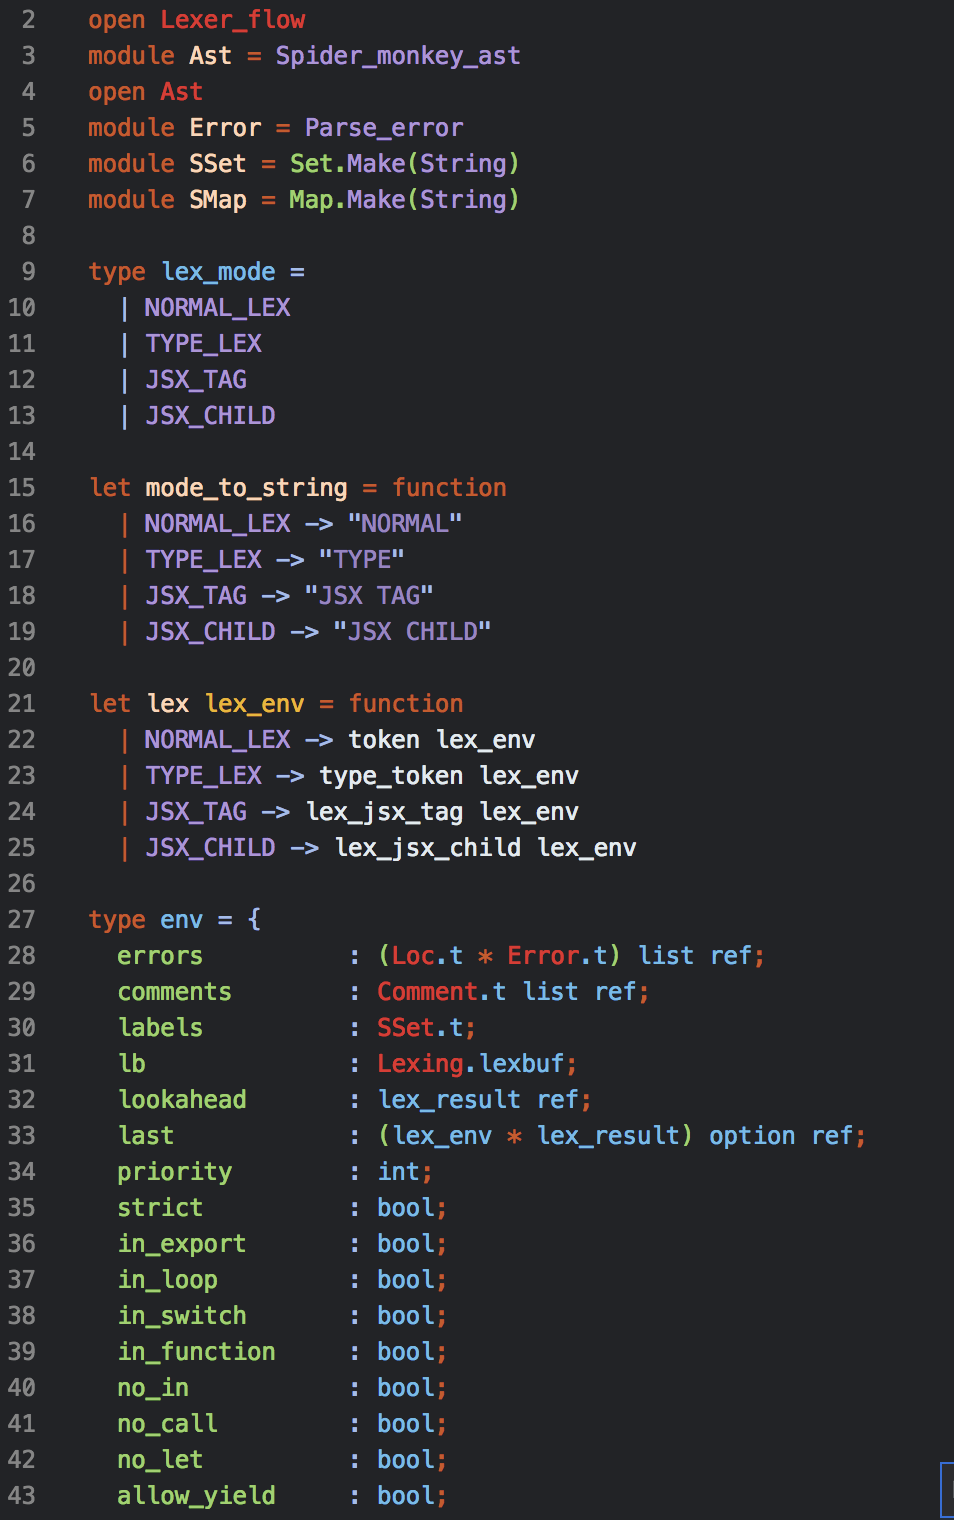 2 open Lexer_flow
3 module Ast = Spider_monkey_ast
4 open Ast
5 module Error = Parse_error
6 module SSet = Set.Make(String)
7 module SMap = Map.Make(String)
8
9 type lex_mode =
10   | NORMAL_LEX
11   | TYPE_LEX
12   | JSX_TAG
13   | JSX_CHILD
14
15 let mode_to_string = function
16   | NORMAL_LEX -> "NORMAL"
17   | TYPE_LEX -> "TYPE"
18   | JSX_TAG -> "JSX TAG"
19   | JSX_CHILD -> "JSX CHILD"
20
21 let lex lex_env = function
22   | NORMAL_LEX -> token lex_env
23   | TYPE_LEX -> type_token lex_env
24   | JSX_TAG -> lex_jsx_tag lex_env
25   | JSX_CHILD -> lex_jsx_child lex_env
26
27 type env = {
28   errors          : (Loc.t * Error.t) list ref;
29   comments        : Comment.t list ref;
30   labels          : SSet.t;
31   lb              : Lexing.lexbuf;
32   lookahead       : lex_result ref;
33   last            : (lex_env * lex_result) option ref;
34   priority        : int;
35   strict          : bool;
36   in_export       : bool;
37   in_loop         : bool;
38   in_switch       : bool;
39   in_function     : bool;
40   no_in           : bool;
41   no_call         : bool;
42   no_let          : bool;
43   allow_yield     : bool;